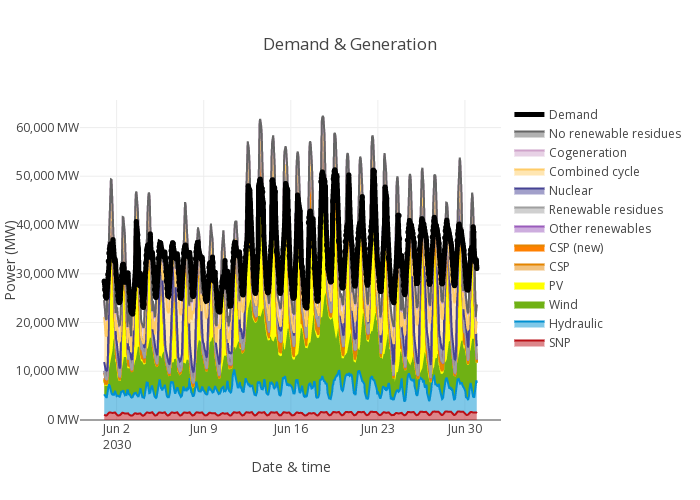 Demand & Generation
60,000 MW
50,000 MW
40,000 MW
30,000 MW
20,000 MW
10,000 MW
0 MW
Power (MW)
Jun 2
2030
Jun 9
Jun 16
Jun 23
Jun 30
Date & time
Demand
No renewable residues
Cogeneration
Combined cycle
Nuclear
Renewable residues
Other renewables
CSP (new)
CSP
PV
Wind
Hydraulic
SNP